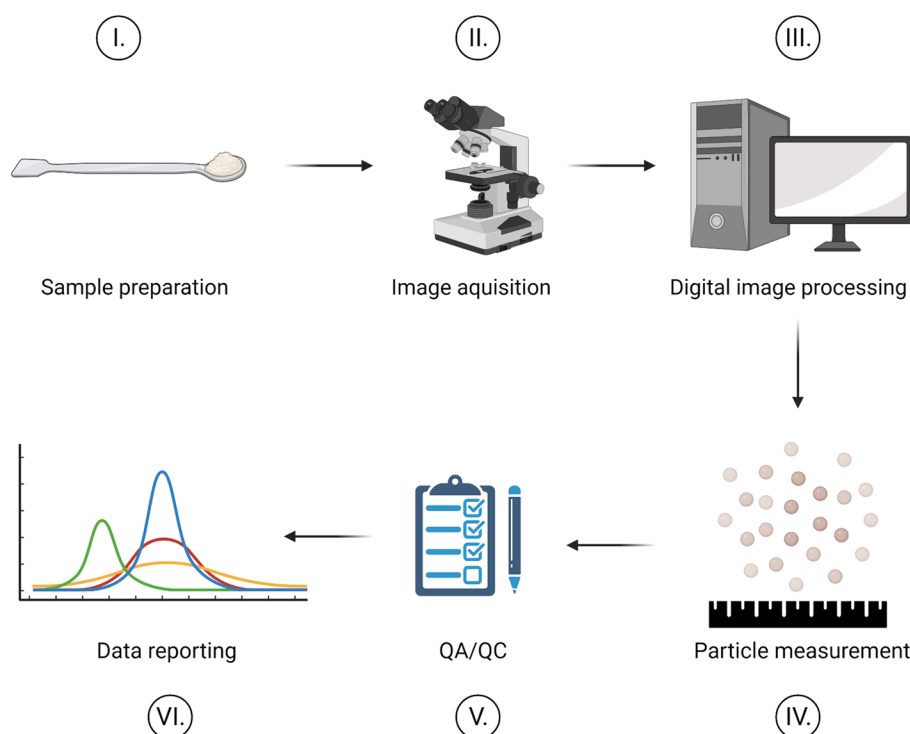 I.
II.
III.
Sample preparation
Image aquisition
Digital image processing
Data reporting
QA/QC
Particle measurement
VI.
V.
IV.